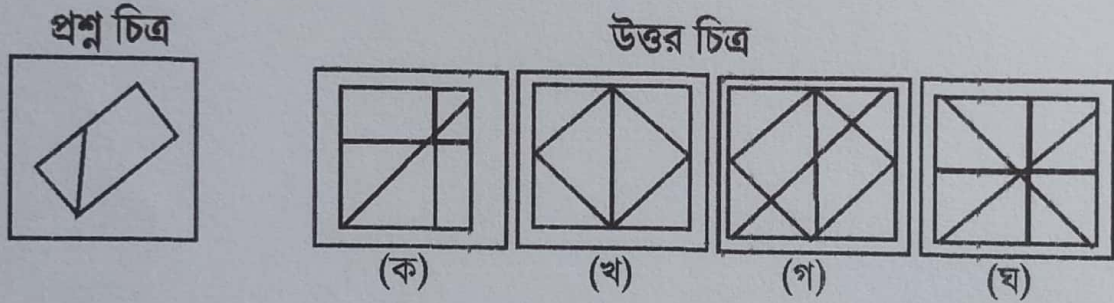 প্রশ্ন চিত্র
উত্তর চিত্র
(ক)
(খ)
(গ)
(ঘ)